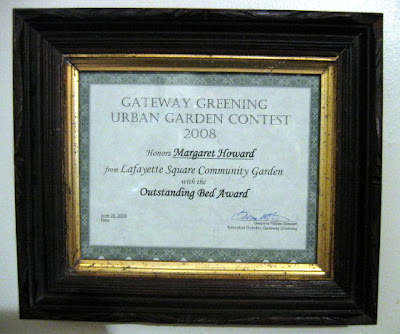 GATEWAY GREENING
URBAN GARDEN CONTEST
2008
Honors Margaret Howard
from Lafayette Square Community Garden
with the
Outstanding Bed Award
Date
Executive Director, Gateway Greening